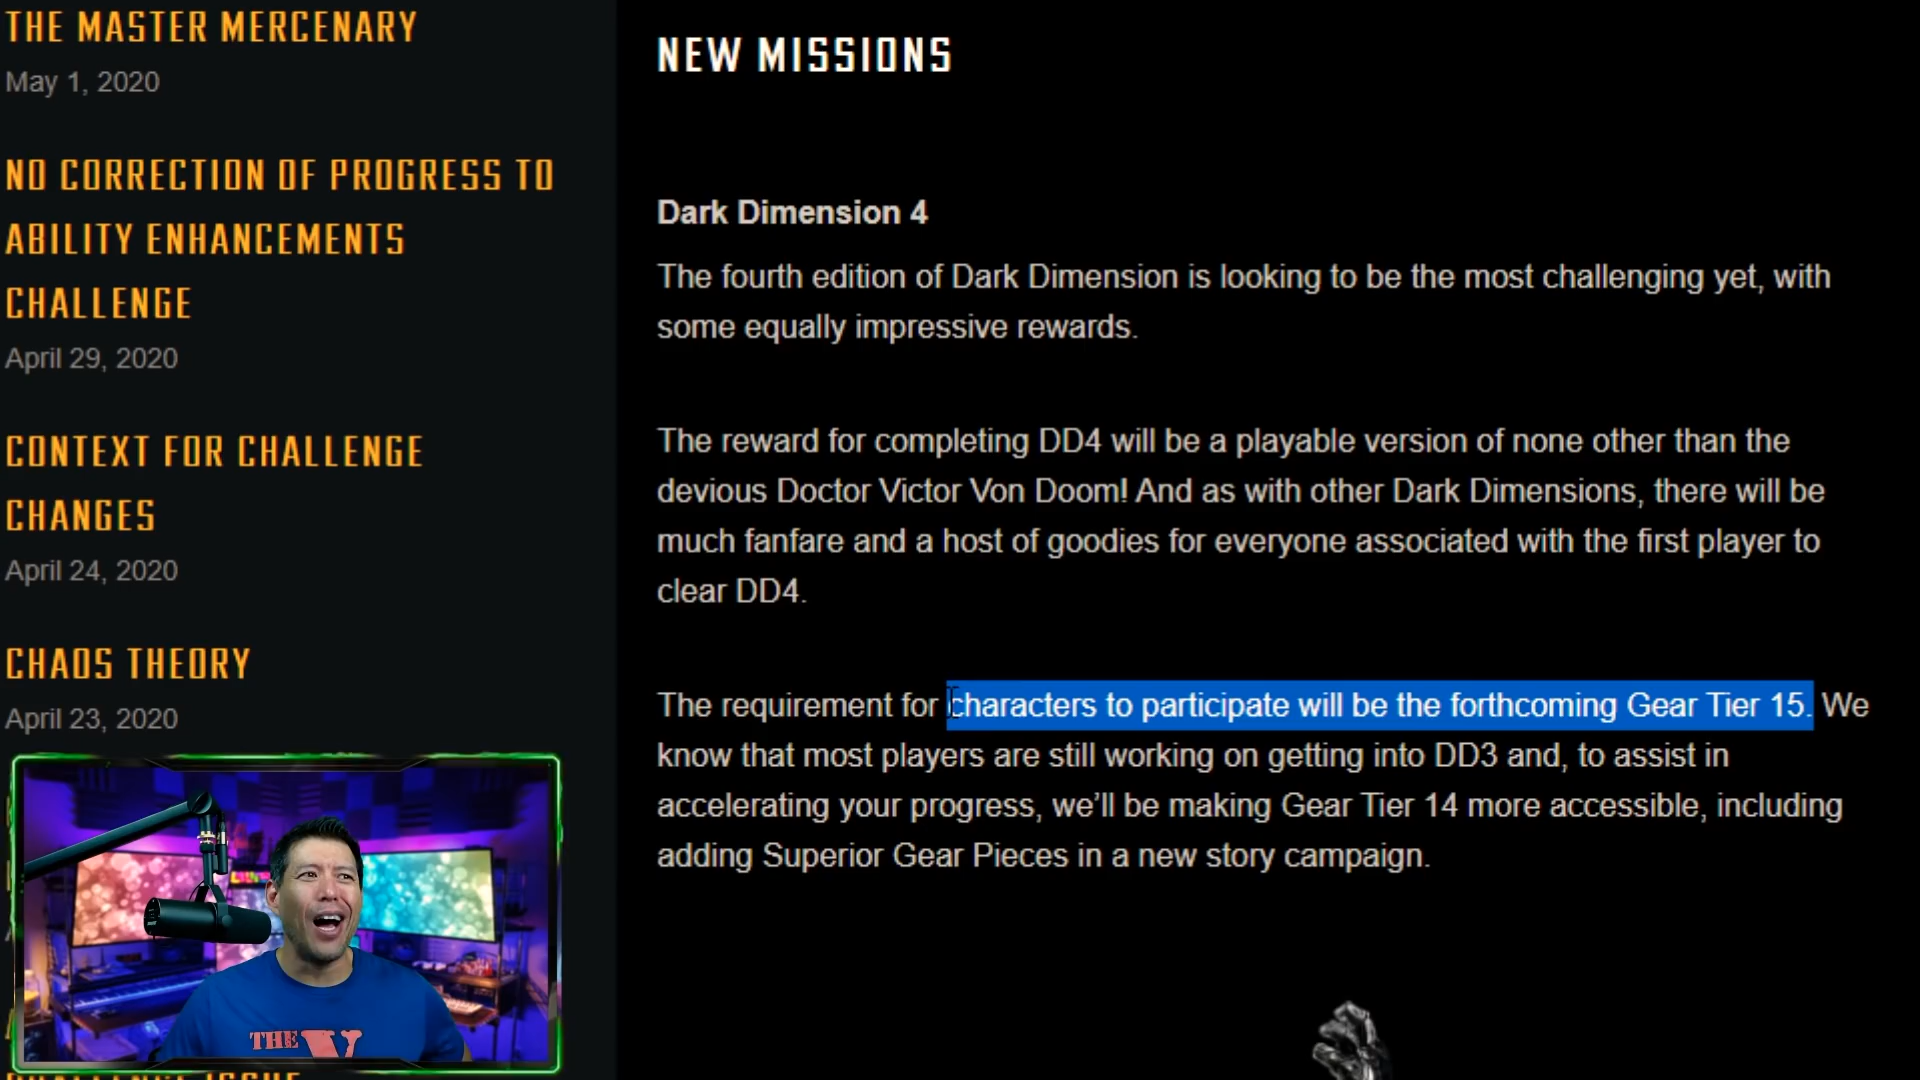 THE MASTER MERCENARY
May 1, 2020
NO CORRECTION OF PROGRESS TO
ABILITY ENHANCEMENTS
CHALLENGE
April 29, 2020
CONTEXT FOR CHALLENGE
CHANGES
April 24, 2020
CHAOS THEORY
April 23, 2020
NEW MISSIONS
Dark Dimension 4
The fourth edition of Dark Dimension is looking to be the most challenging yet, with
some equally impressive rewards.
The reward for completing DD4 will be a playable version of none other than the
devious Doctor Victor Von Doom! And as with other Dark Dimensions, there will be
much fanfare and a host of goodies for everyone associated with the first player to
clear DD4.
The requirement for characters to participate will be the forthcoming Gear Tier 15. We
know that most players are still working on getting into DD3 and, to assist in
accelerating your progress, we’ll be making Gear Tier 14 more accessible, including
adding Superior Gear Pieces in a new story campaign.
THE V